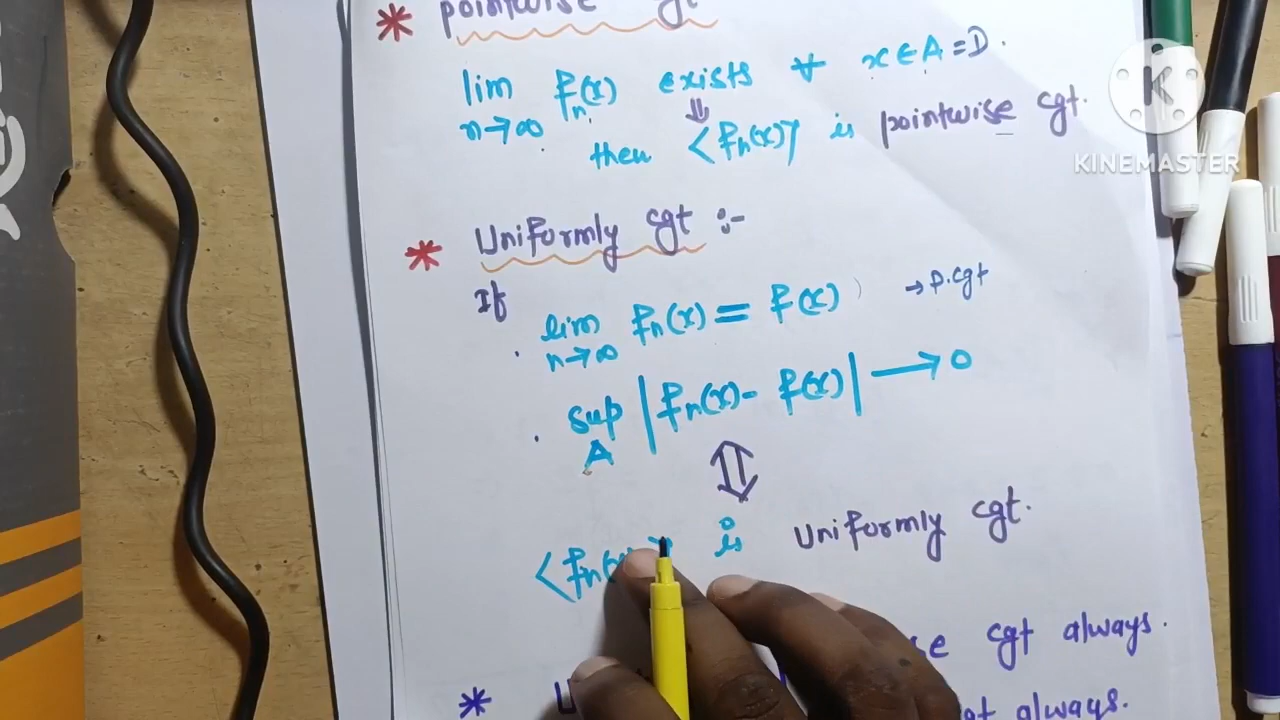 * pointwise cgt
lim fn(x) exists ∀ x∈A=D.
n→∞
⇓
then <fn(x)> is pointwise cgt.
K
KINEMASTER
* Uniformly cgt :-
If
lim fn(x) = f(x) → p.cgt
n→∞
sup |fn(x) - f(x)| → 0
A
⇕
is uniformly cgt.
cgt always.
*
always.